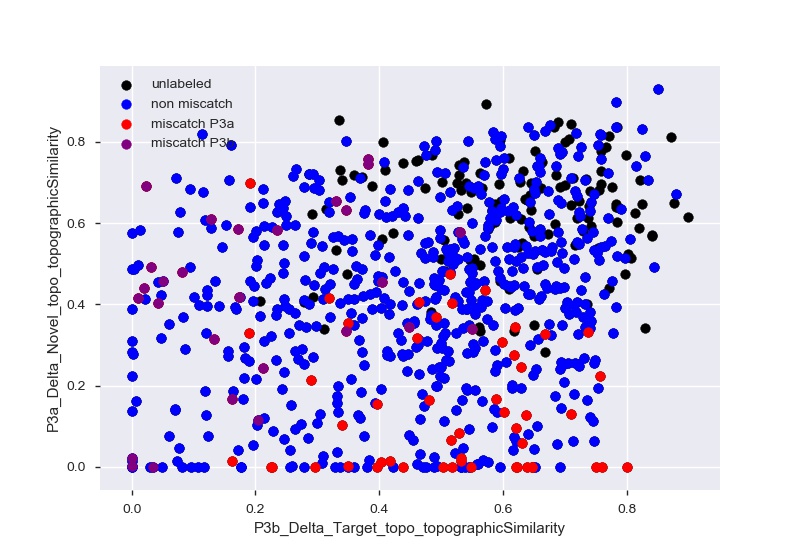 unlabeled
non miscatch
miscatch P3a
miscatch P3b
0.8
0.6
0.4
0.2
0.0
P3a_Delta_Novel_topo_topographicSimilarity
0.0 0.2 0.4 0.6 0.8
P3b_Delta_Target_topo_topographicSimilarity